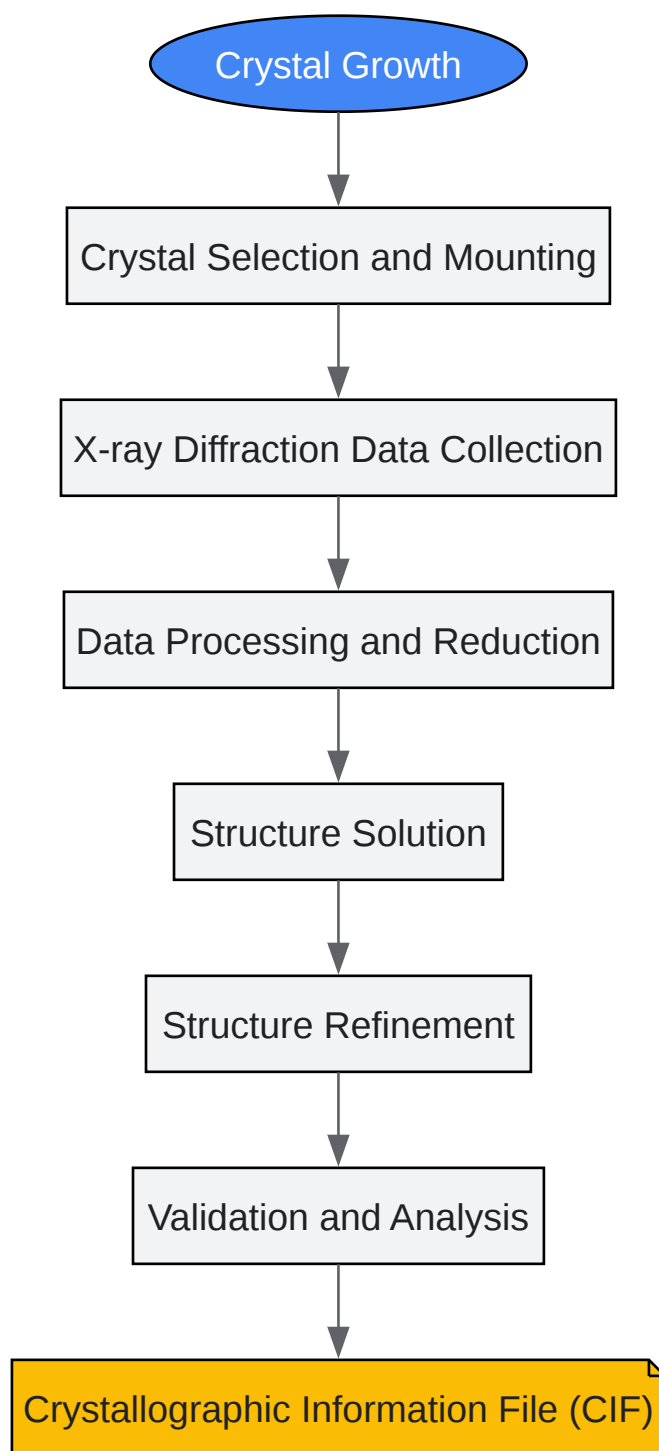 Crystal Growth
Crystal Selection and Mounting
X-ray Diffraction Data Collection
Data Processing and Reduction
Structure Solution
Structure Refinement
Validation and Analysis
Crystallographic Information File (CIF)